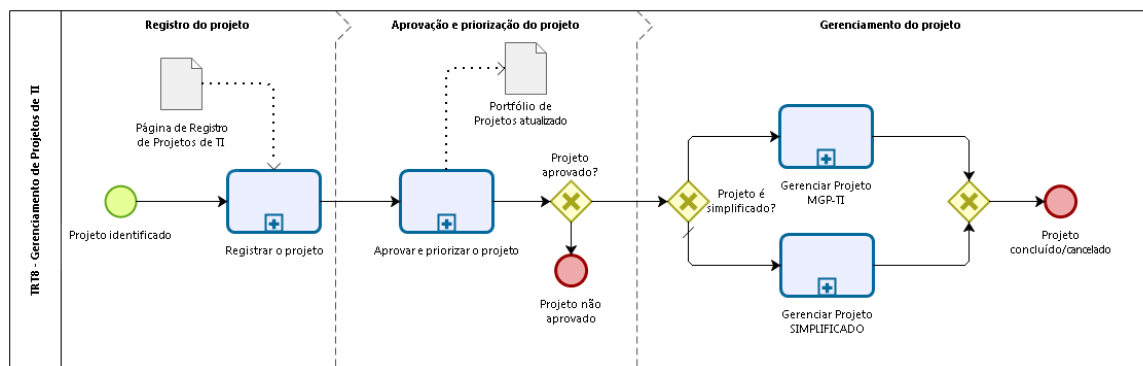 TRT8 - Gerenciamento de Projetos de TI
Registro do projeto
Aprovação e priorização do projeto
Gerenciamento do projeto
Página de Registro
de Projetos de TI
Portfólio de
Projetos atualizado
Projeto identificado
Registrar o projeto
Aprovar e priorizar o projeto
Projeto
aprovado?
Projeto não
aprovado
Projeto é
simplificado?
Gerenciar Projeto
MGP-TI
Gerenciar Projeto
SIMPLIFICADO
Projeto
concluído/cancelado